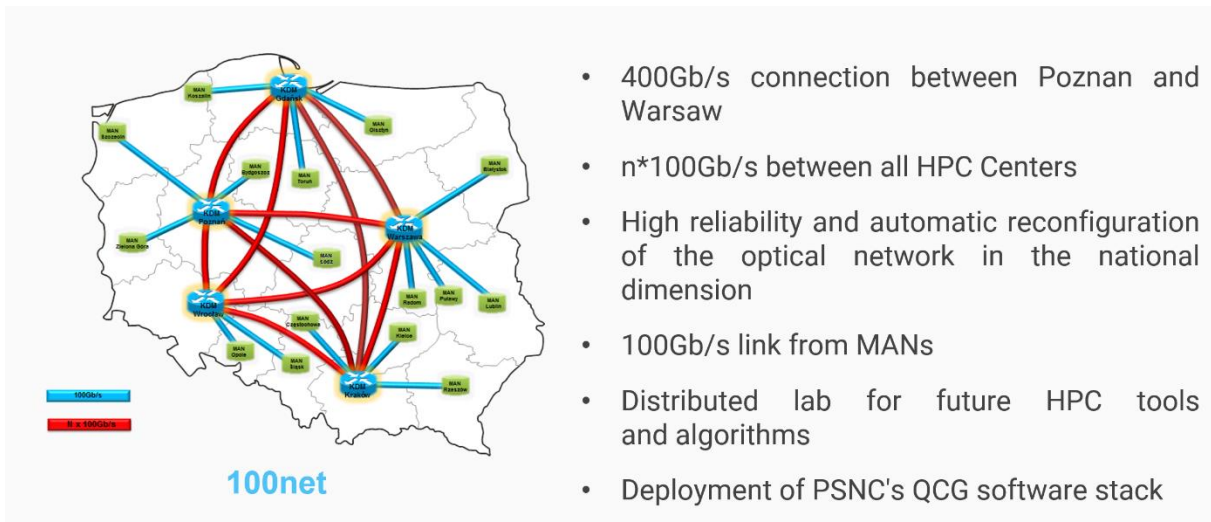 KDM
Gdańsk
MAN
Koszalin
MAN
Szczecin
MAN
Olsztyn
MAN
Bydgoszcz
MAN
Toruń
MAN
Białystok
KDM
Poznań
KDM
Warszawa
MAN
Zielona Góra
MAN
Łódź
KDM
Wrocław
MAN
Radom
MAN
Puławy
MAN
Lublin
MAN
Częstochowa
MAN
Kielce
MAN
Opole
MAN
Śląsk
KDM
Kraków
MAN
Rzeszów
100Gb/s
N x 100Gb/s
100net
• 400Gb/s connection between Poznan and
Warsaw
• n*100Gb/s between all HPC Centers
• High reliability and automatic reconfiguration
of the optical network in the national
dimension
• 100Gb/s link from MANs
• Distributed lab for future HPC tools
and algorithms
• Deployment of PSNC's QCG software stack